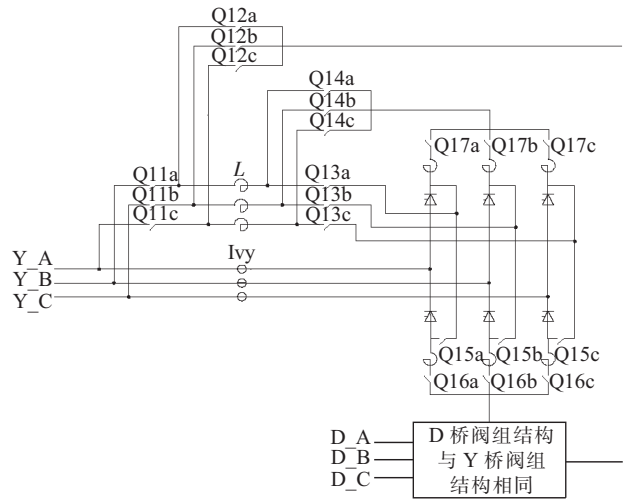 Q12a
Q12b
Q12c
Q14a
Q14b
Q14c
Q17a Q17b Q17c
Q11a L Q13a
Q11b Q13b
Q11c Q13c
Y_A Ivy
Y_B
Y_C
Q15a Q15b Q15c
Q16a Q16b Q16c
D_A D 桥阀组结构
D_B 与 Y 桥阀组
D_C 结构相同